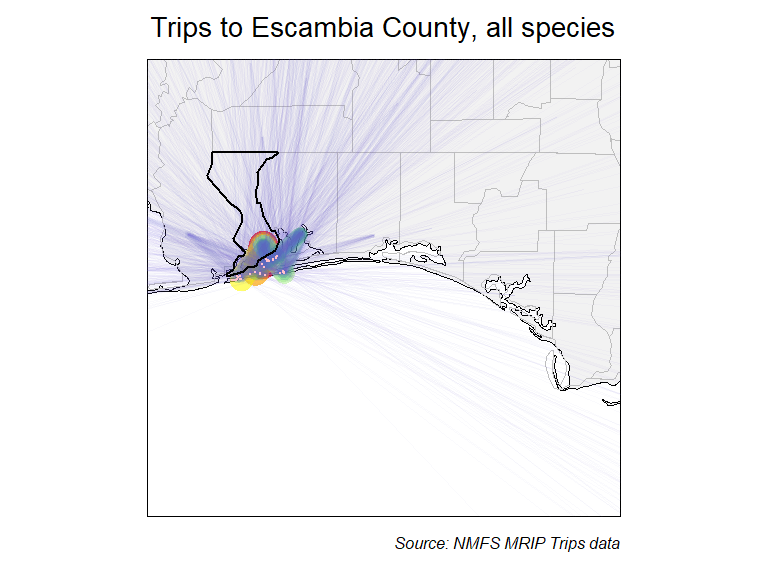 Trips to Escambia County, all species
Source: NMFS MRIP Trips data